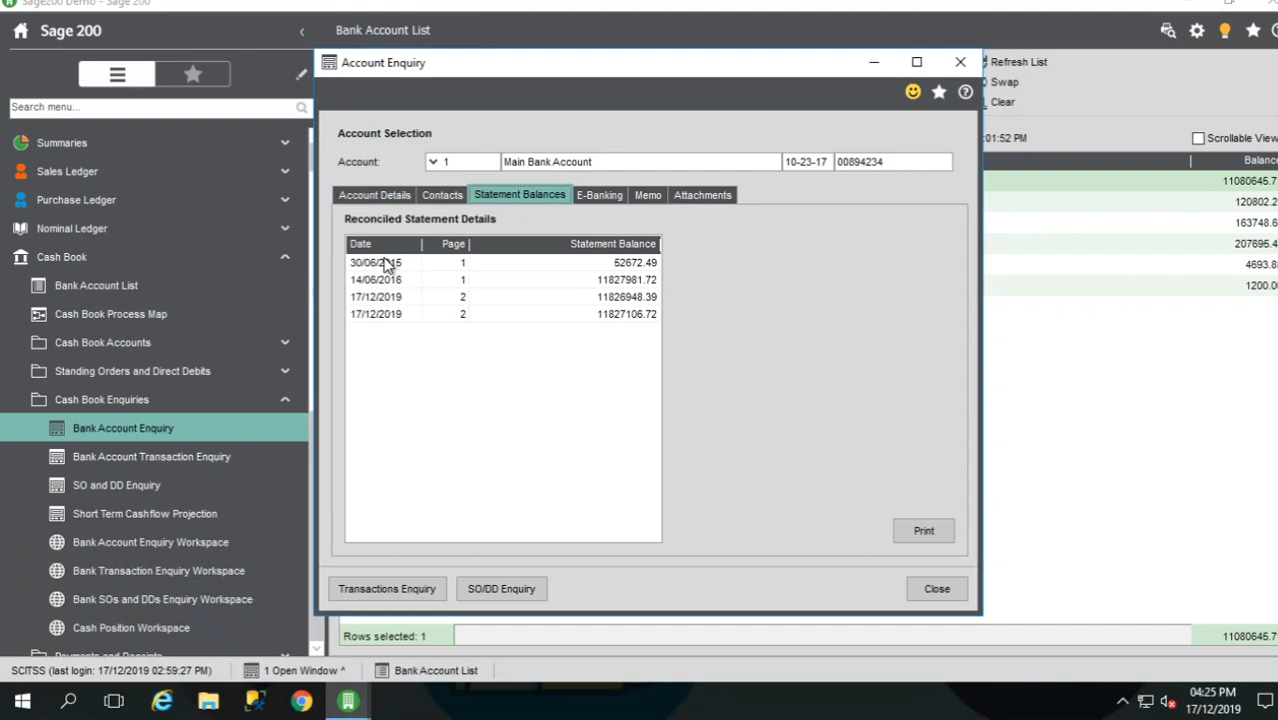 Sage200 Demo - Sage 200
Sage 200
Bank Account List
Account Enquiry
Refresh List
Swap
Clear
Search menu...
:01:52 PM
Scrollable View
Balance
Summaries
Sales Ledger
Purchase Ledger
Nominal Ledger
Cash Book
Bank Account List
Cash Book Process Map
Cash Book Accounts
Standing Orders and Direct Debits
Cash Book Enquiries
Bank Account Enquiry
Bank Account Transaction Enquiry
SO and DD Enquiry
Short Term Cashflow Projection
Bank Account Enquiry Workspace
Bank Transaction Enquiry Workspace
Bank SOs and DDs Enquiry Workspace
Cash Position Workspace
Payments and Receipts
Account Selection
Account: 1 Main Bank Account 10-23-17 00894234
Account Details Contacts Statement Balances E-Banking Memo Attachments
Reconciled Statement Details
Date Page Statement Balance
30/06/2015 1 52672.49
14/06/2016 1 11827981.72
17/12/2019 2 11826948.39
17/12/2019 2 11827106.72
Print
Transactions Enquiry SO/DD Enquiry Close
11080645.7
120802.2
163748.6
207695.4
4693.8
1200.0
Rows selected: 1 11080645.7
SCITSS (last login: 17/12/2019 02:59:27 PM) 1 Open Window ^ Bank Account List
04:25 PM
17/12/2019